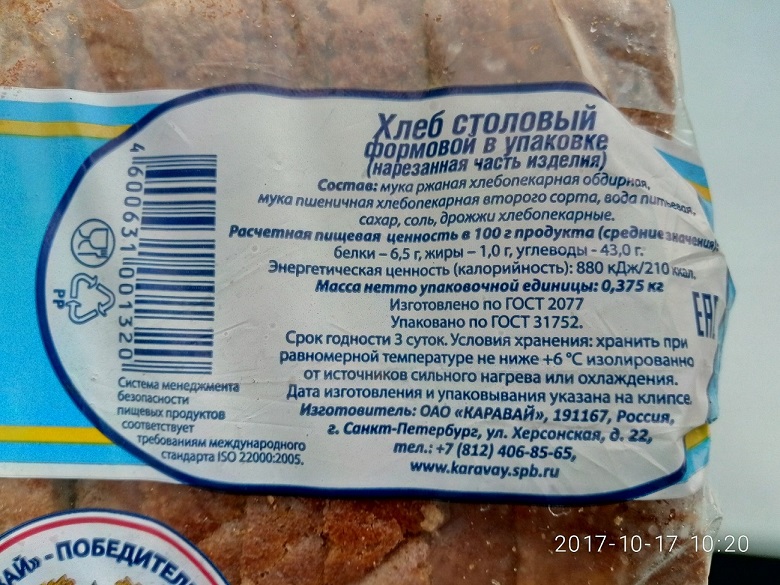 Хлеб столовый
формовой в упаковке
(нарезанная часть изделия)
Состав: мука ржаная хлебопекарная обдирная,
мука пшеничная хлебопекарная второго сорта, вода питьевая,
сахар, соль, дрожжи хлебопекарные.
Расчетная пищевая ценность в 100 г продукта (средние значения):
белки – 6,5 г, жиры – 1,0 г, углеводы - 43,0 г.
Энергетическая ценность (калорийность): 880 кДж/210 ккал.
Масса нетто упаковочной единицы: 0,375 кг
Изготовлено по ГОСТ 2077
Упаковано по ГОСТ 31752.
Срок годности 3 суток. Условия хранения: хранить при
равномерной температуре не ниже +6 °C изолированно
от источников сильного нагрева или охлаждения.
Дата изготовления и упаковывания указана на клипсе.
Изготовитель: ОАО «КАРАВАЙ», 191167, Россия,
г. Санкт-Петербург, ул. Херсонская, д. 22,
тел.: +7 (812) 406-85-65,
www.karavay.spb.ru
EAC
4 600631 001320
PP
Система менеджмента
безопасности
пищевых продуктов
соответствует
требованиям международного
стандарта ISO 22000:2005.
АЙ» - ПОБЕДИТЕЛ
2017-10-17 10:20